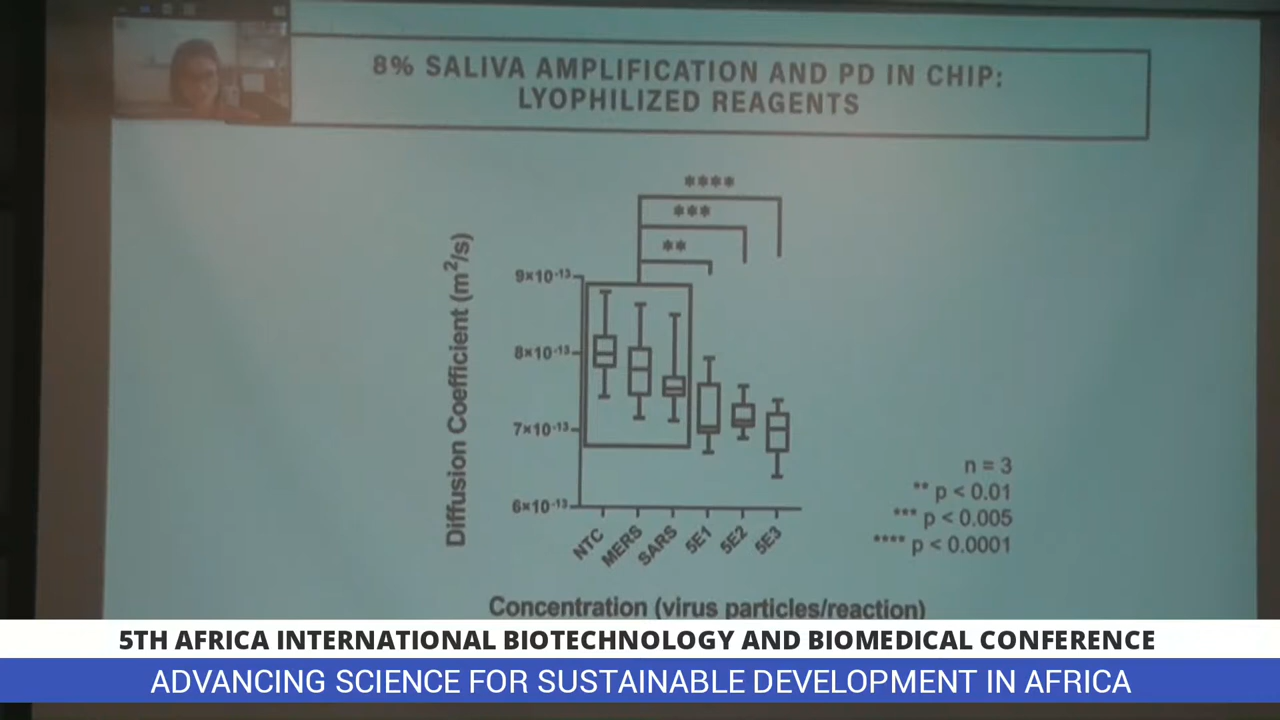 8% SALIVA AMPLIFICATION AND PD IN CHIP:
LYOPHILIZED REAGENTS
****
***
**
Diffusion Coefficient (m²/s)
9×10⁻¹³
8×10⁻¹³
7×10⁻¹³
6×10⁻¹³
NTC
MERS
SARS
5E1
5E2
5E3
Concentration (virus particles/reaction)
n = 3
** p < 0.01
*** p < 0.005
**** p < 0.0001
5TH AFRICA INTERNATIONAL BIOTECHNOLOGY AND BIOMEDICAL CONFERENCE
ADVANCING SCIENCE FOR SUSTAINABLE DEVELOPMENT IN AFRICA